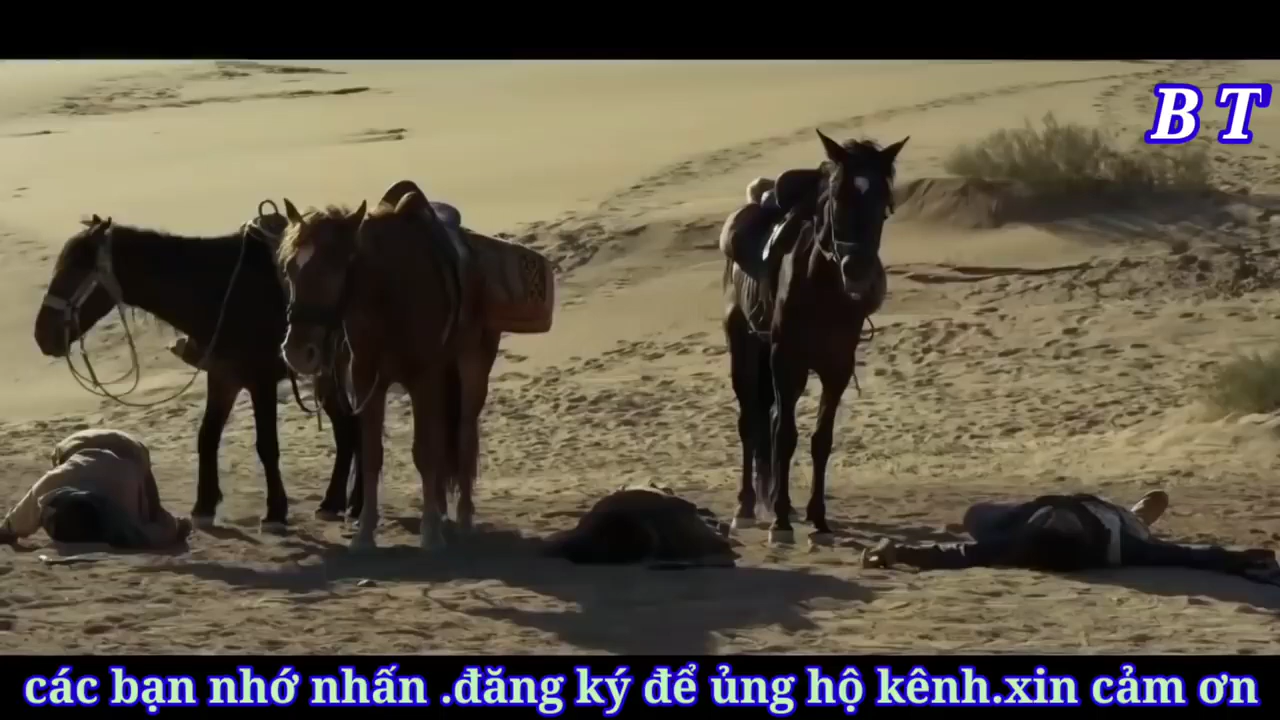 B T
các bạn nhớ nhấn .đăng ký để ủng hộ kênh.xin cảm ơn